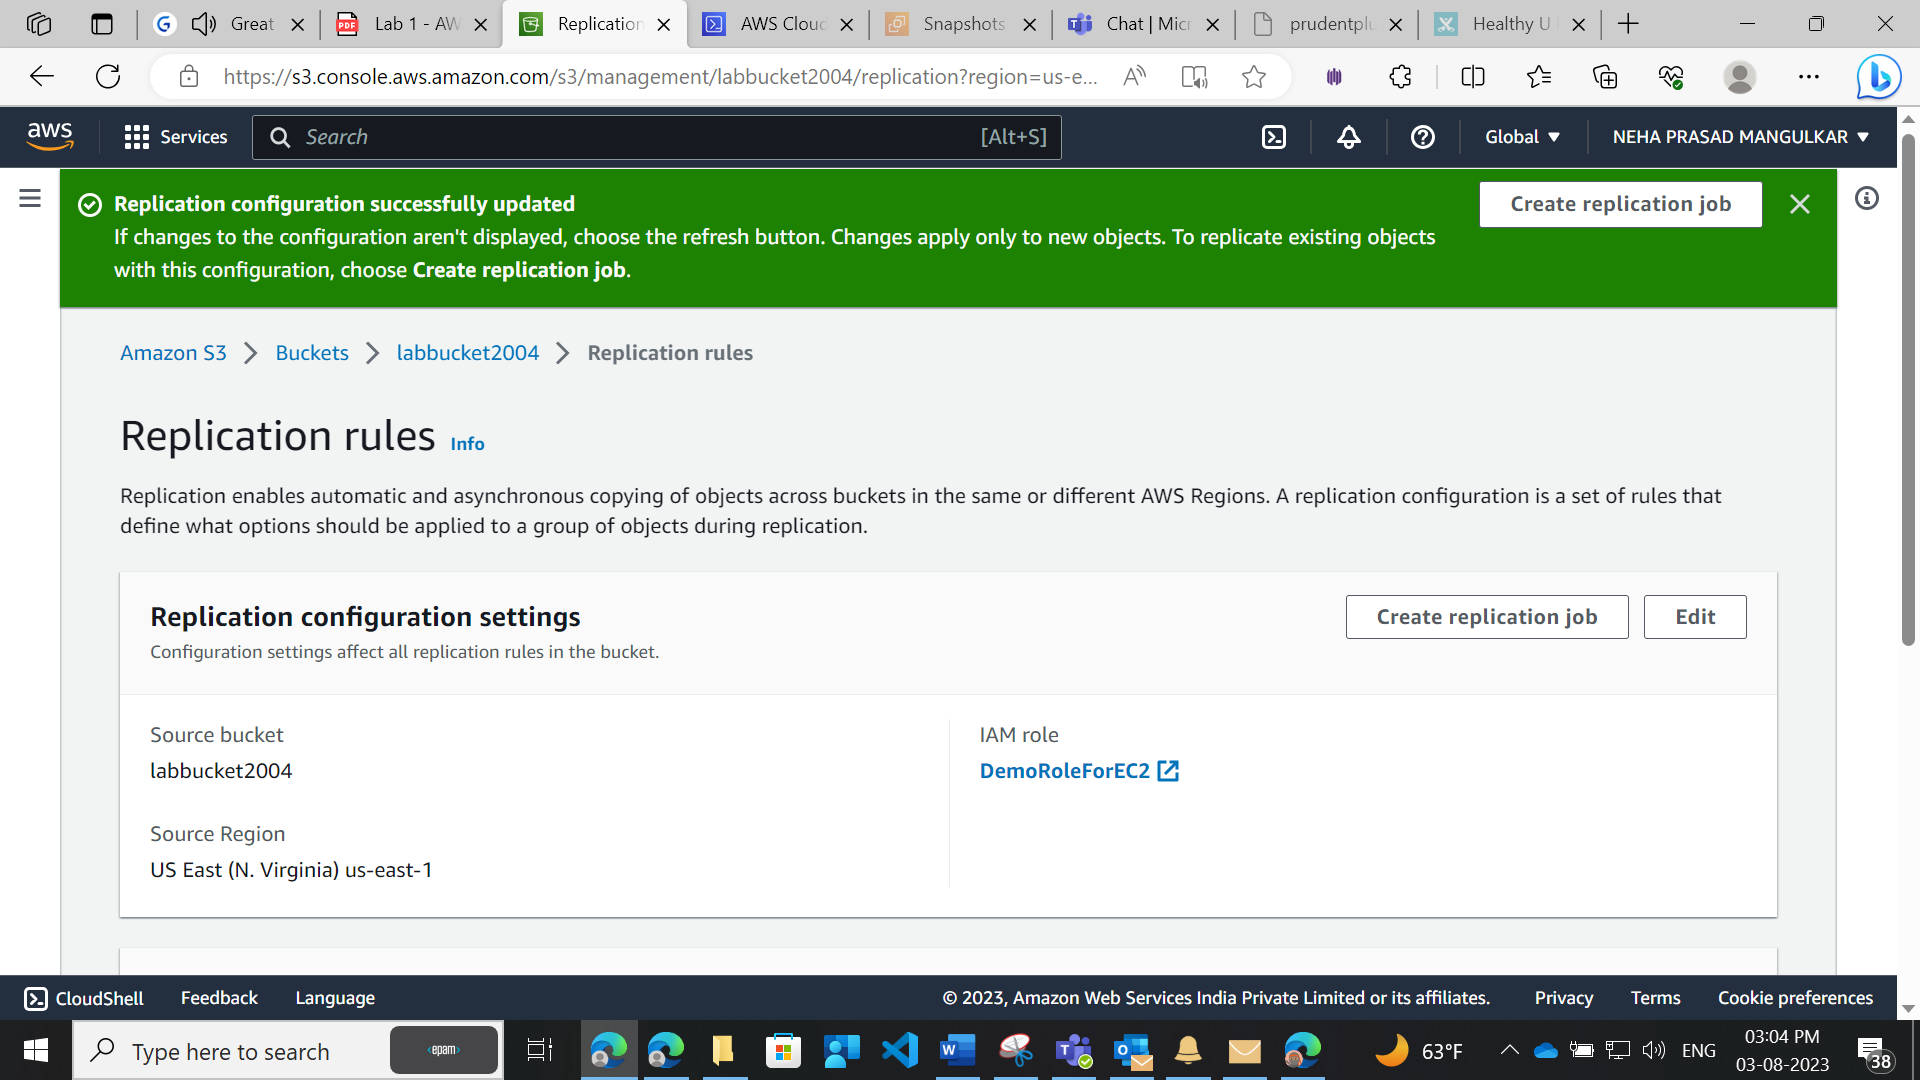 Great
Lab 1 - AW
Replication
AWS Cloud
Snapshots
Chat | Micr
prudentplu
Healthy U
https://s3.console.aws.amazon.com/s3/management/labbucket2004/replication?region=us-e...
aws
Services
Search
[Alt+S]
Global
NEHA PRASAD MANGULKAR
Replication configuration successfully updated
Create replication job
If changes to the configuration aren't displayed, choose the refresh button. Changes apply only to new objects. To replicate existing objects
with this configuration, choose Create replication job.
Amazon S3 > Buckets > labbucket2004 > Replication rules
Replication rules Info
Replication enables automatic and asynchronous copying of objects across buckets in the same or different AWS Regions. A replication configuration is a set of rules that
define what options should be applied to a group of objects during replication.
Replication configuration settings
Create replication job
Edit
Configuration settings affect all replication rules in the bucket.
Source bucket
labbucket2004
IAM role
DemoRoleForEC2
Source Region
US East (N. Virginia) us-east-1
CloudShell
Feedback
Language
© 2023, Amazon Web Services India Private Limited or its affiliates.
Privacy
Terms
Cookie preferences
Type here to search
<epam>
63°F
ENG
03:04 PM
03-08-2023
38